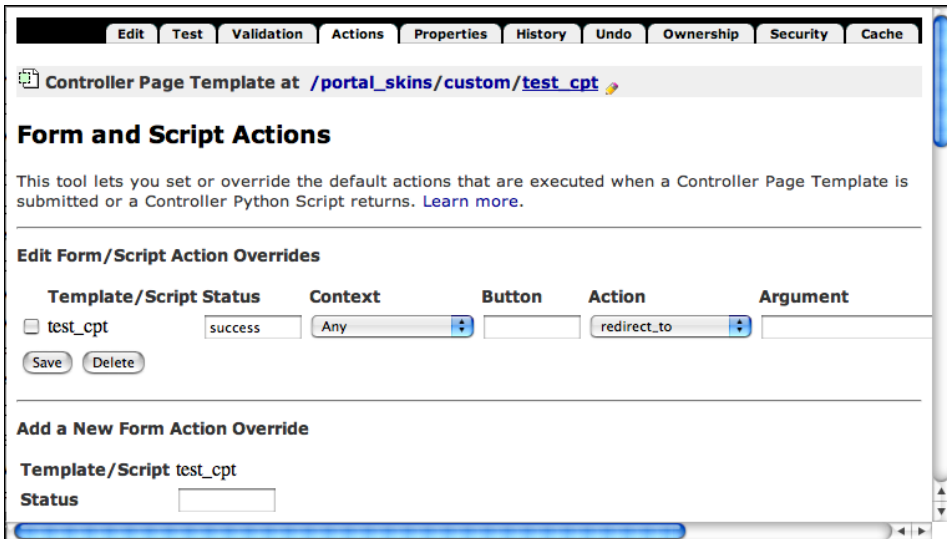 Edit Test Validation Actions Properties History Undo Ownership Security Cache
Controller Page Template at /portal_skins/custom/test_cpt
Form and Script Actions
This tool lets you set or override the default actions that are executed when a Controller Page Template is
submitted or a Controller Python Script returns. Learn more.
Edit Form/Script Action Overrides
Template/Script Status Context Button Action Argument
test_cpt success Any redirect_to
Save Delete
Add a New Form Action Override
Template/Script test_cpt
Status